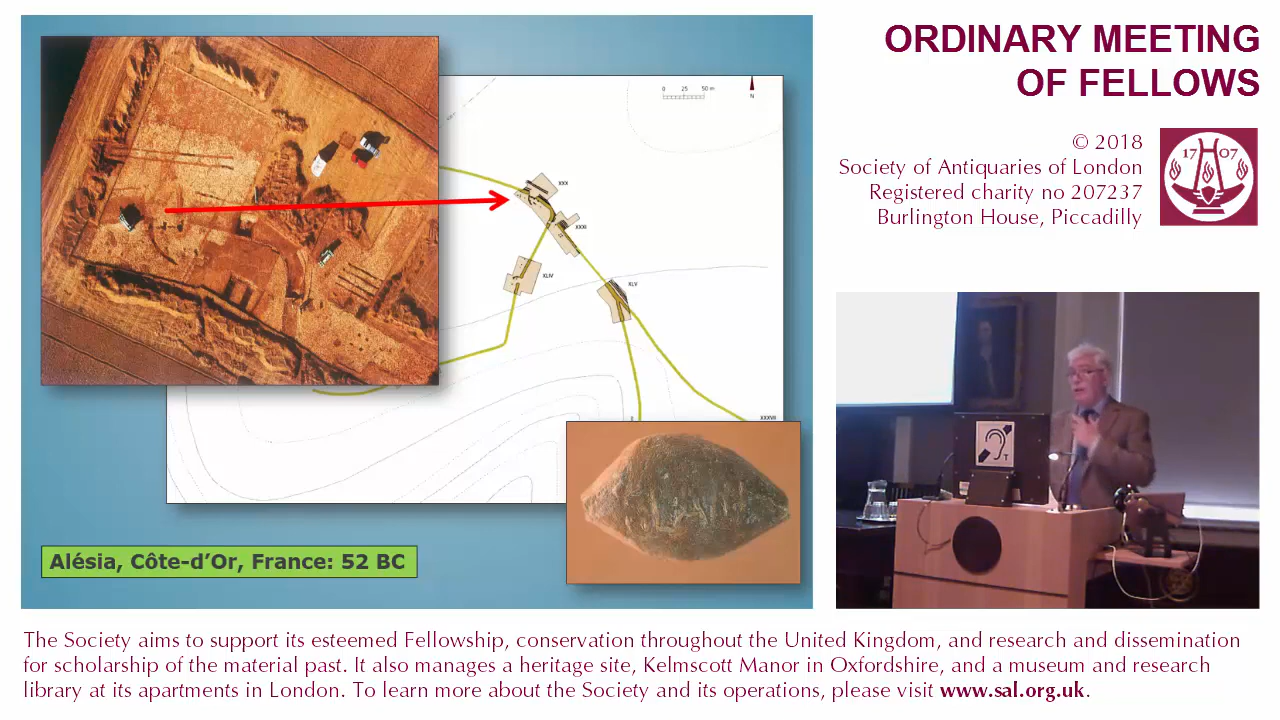 ORDINARY MEETING
OF FELLOWS
© 2018
Society of Antiquaries of London
Registered charity no 207237
Burlington House, Piccadilly
17 07
0 25 50 m
N
XXX
XXXI
XLIV
XLV
XXXVII
Alésia, Côte-d’Or, France: 52 BC
T
The Society aims to support its esteemed Fellowship, conservation throughout the United Kingdom, and research and dissemination
for scholarship of the material past. It also manages a heritage site, Kelmscott Manor in Oxfordshire, and a museum and research
library at its apartments in London. To learn more about the Society and its operations, please visit www.sal.org.uk.